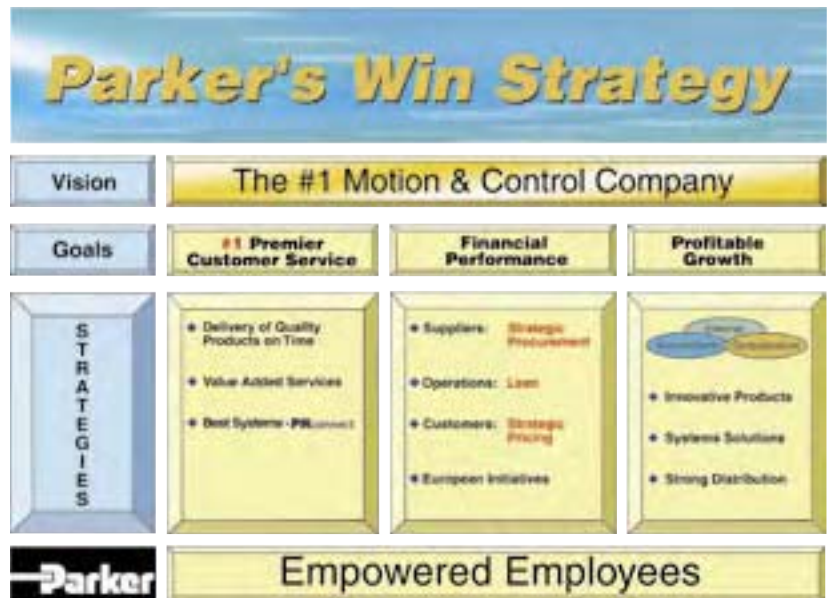 Parker's Win Strategy
Vision
The #1 Motion & Control Company
Goals
#1 Premier
Customer Service
Financial
Performance
Profitable
Growth
STRATEGIES
Delivery of Quality
Products on Time
Value Added Services
Best Systems -
Suppliers: Strategic
Procurement
Operations: Lean
Customers: Strategic
Pricing
European Initiatives
Innovative Products
Systems Solutions
Strong Distribution
Parker
Empowered Employees